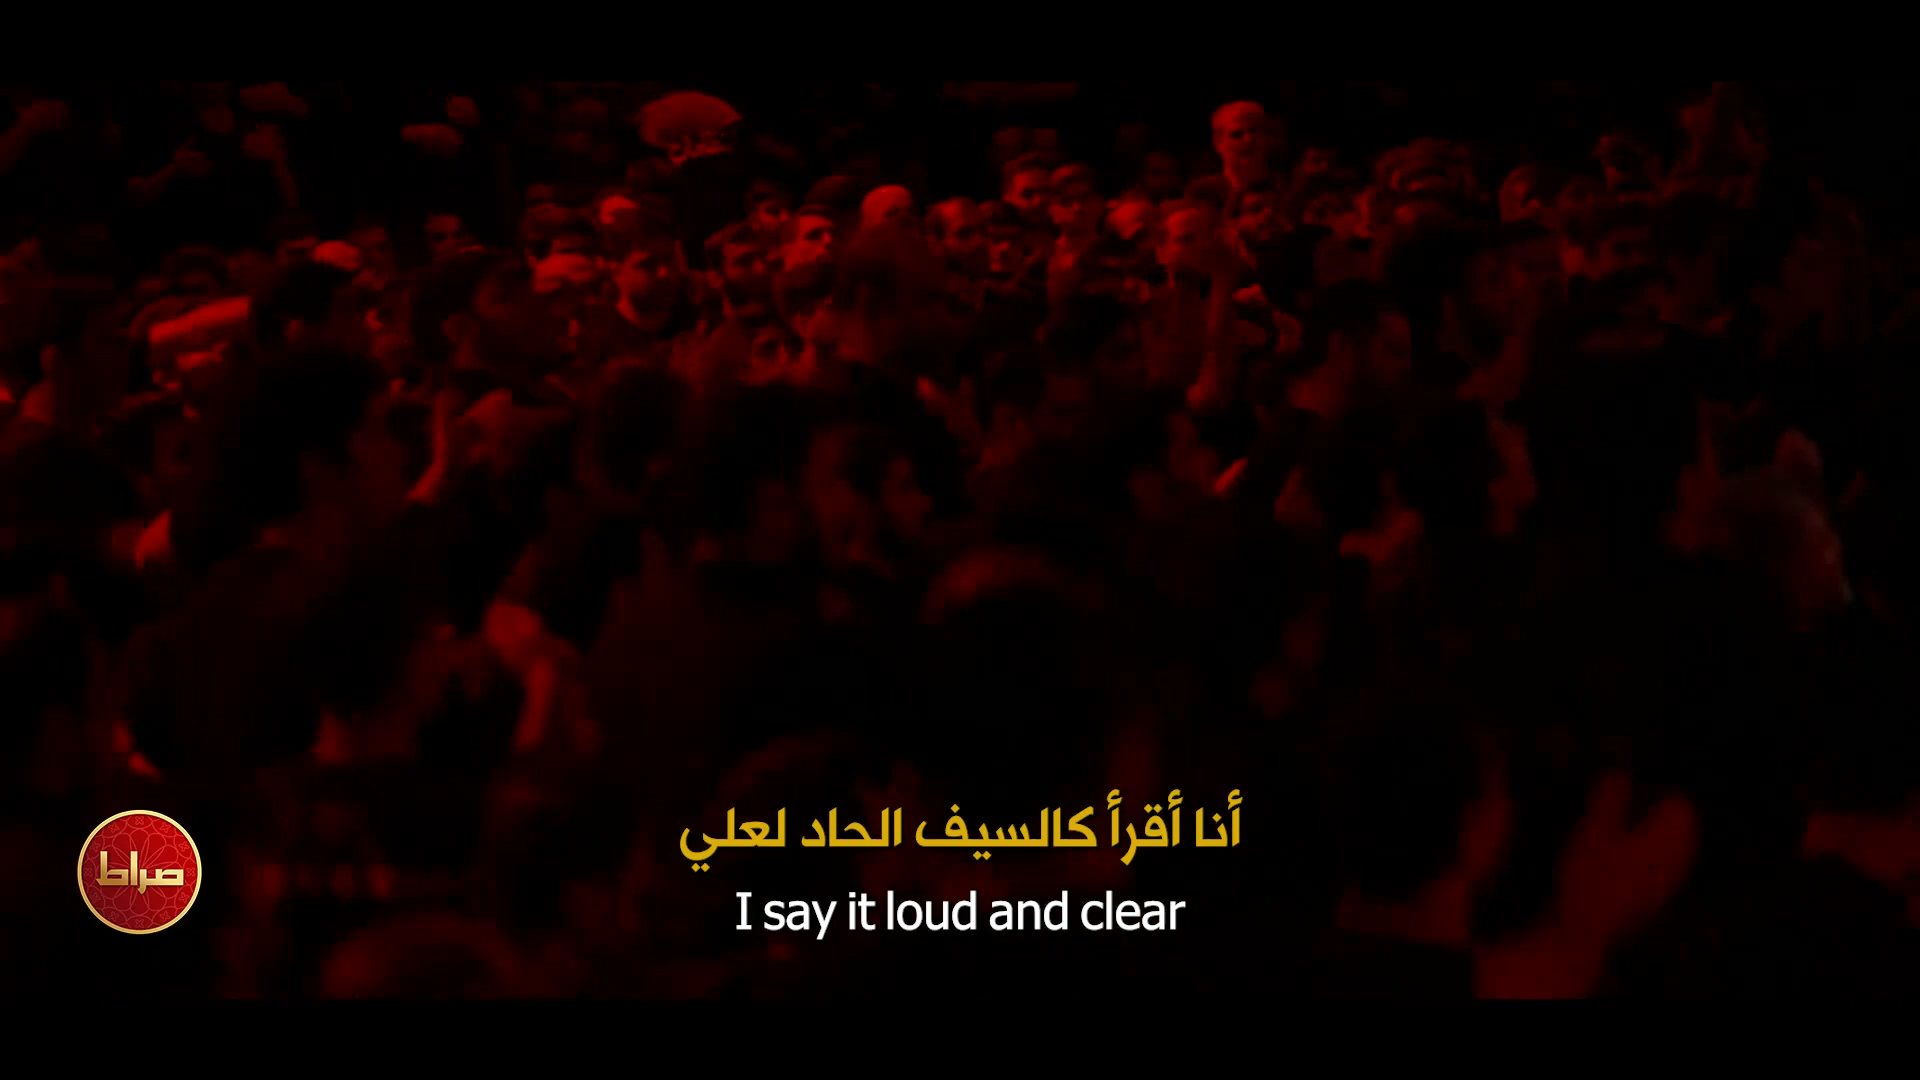 أنا أقرأ كالسيف الحاد لعلي
I say it loud and clear
صراط